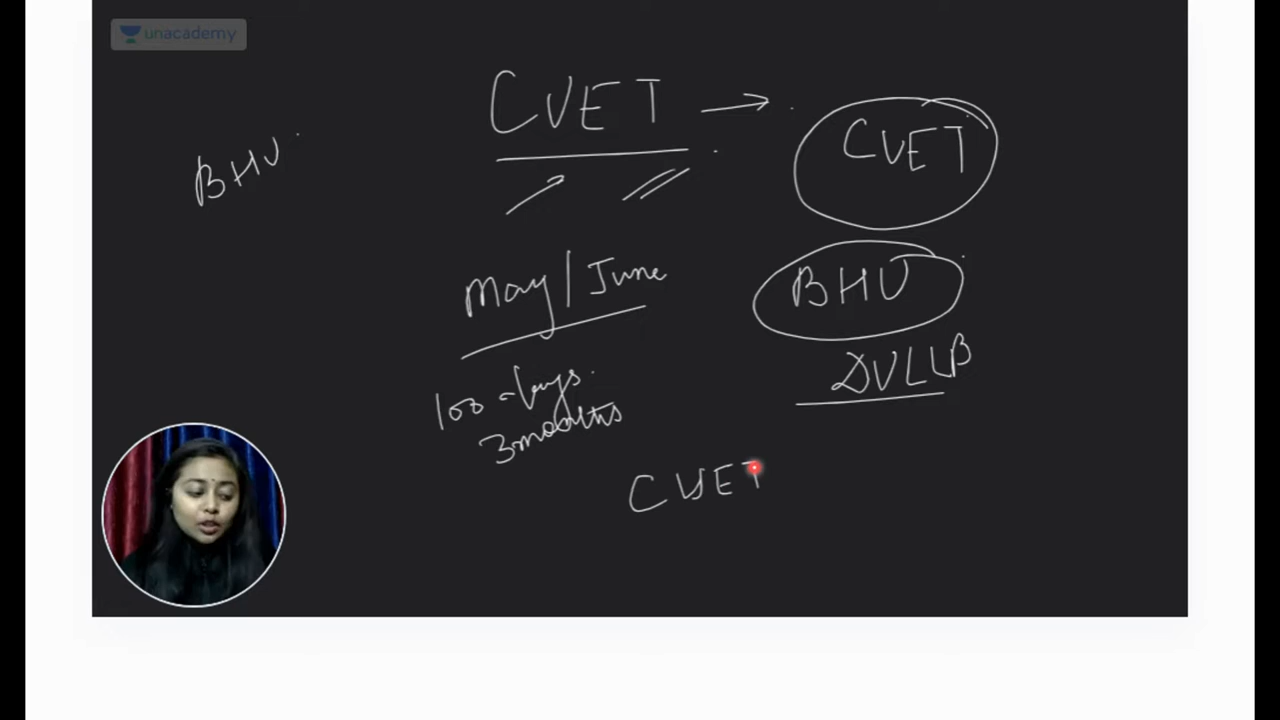 unacademy
CUET →
CUET
BHU
May/June
BHU
DULLB
100 days
3 months
CUET